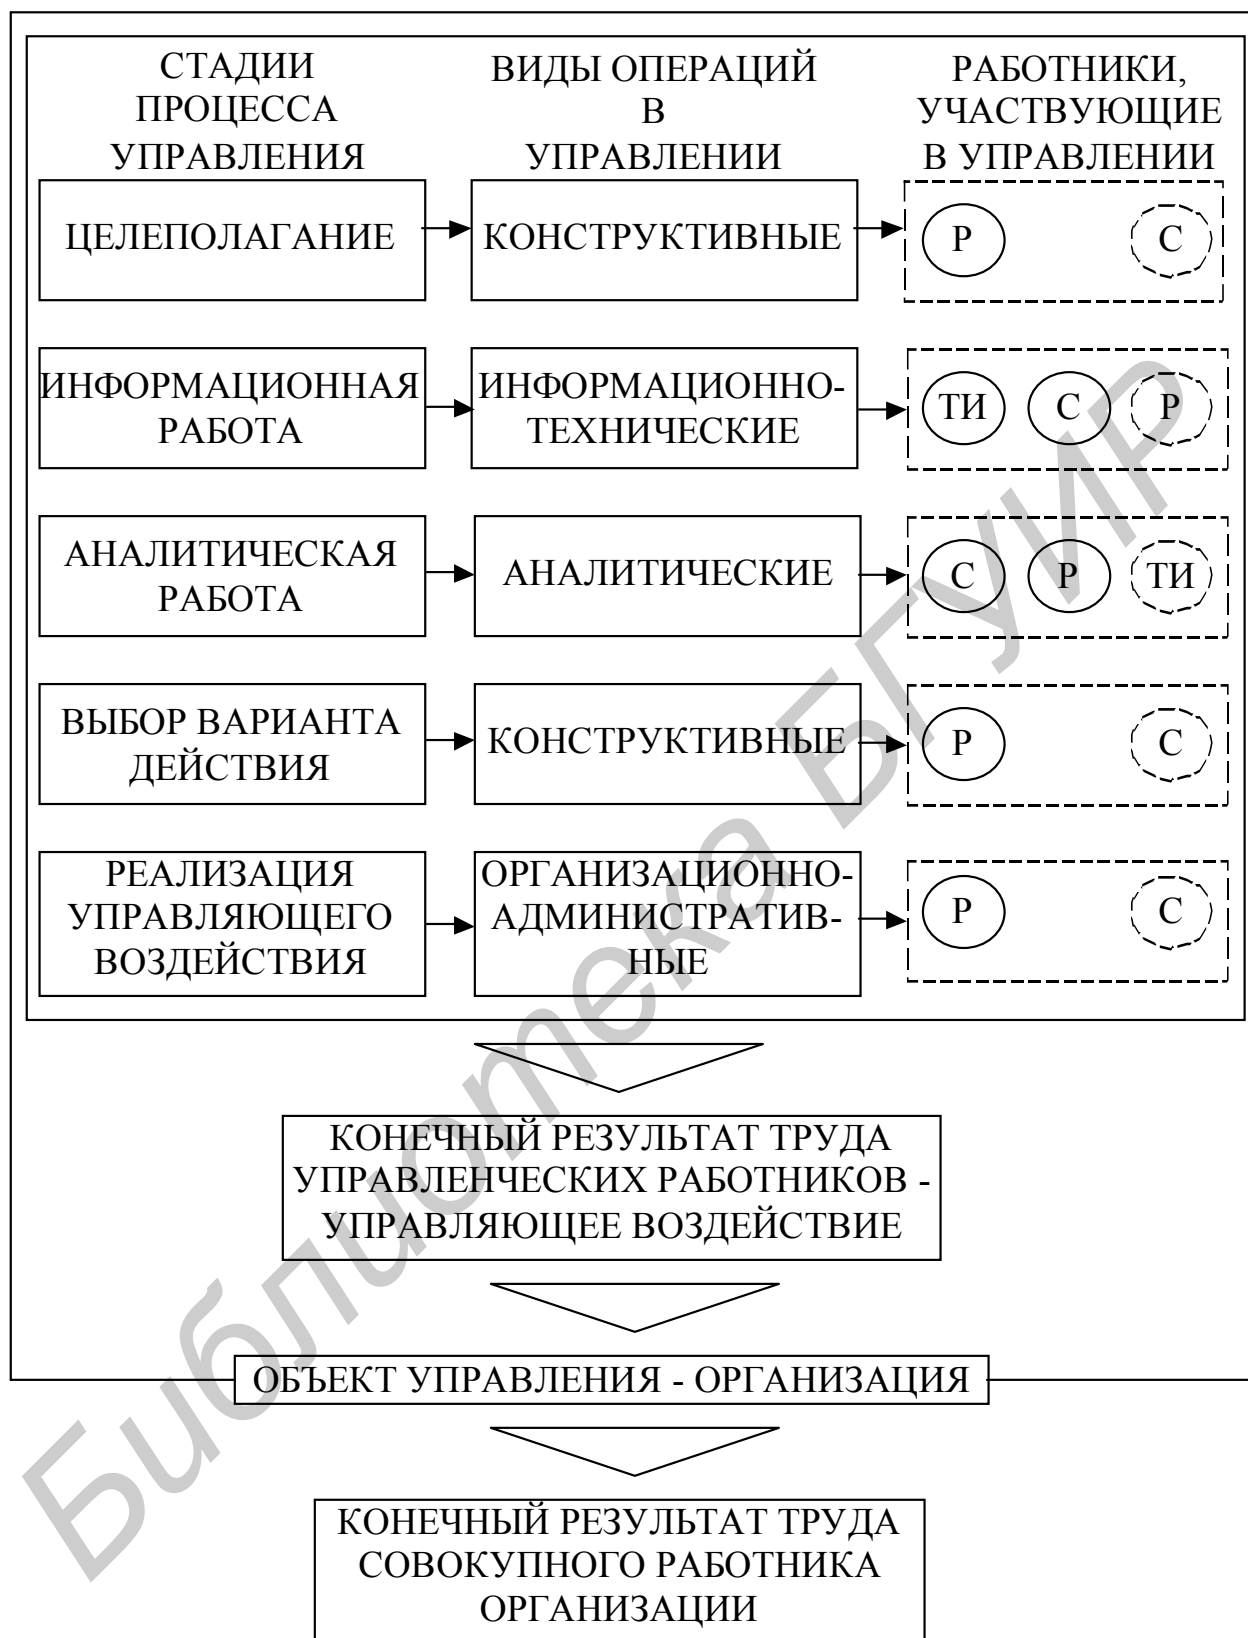 СТАДИИ
ПРОЦЕССА
УПРАВЛЕНИЯ
ВИДЫ ОПЕРАЦИЙ
В
УПРАВЛЕНИИ
РАБОТНИКИ,
УЧАСТВУЮЩИЕ
В УПРАВЛЕНИИ
ЦЕЛЕПОЛАГАНИЕ
КОНСТРУКТИВНЫЕ
Р
С
ИНФОРМАЦИОННАЯ
РАБОТА
ИНФОРМАЦИОННО-
ТЕХНИЧЕСКИЕ
ТИ
С
Р
АНАЛИТИЧЕСКАЯ
РАБОТА
АНАЛИТИЧЕСКИЕ
С
Р
ТИ
ВЫБОР ВАРИАНТА
ДЕЙСТВИЯ
КОНСТРУКТИВНЫЕ
Р
С
РЕАЛИЗАЦИЯ
УПРАВЛЯЮЩЕГО
ВОЗДЕЙСТВИЯ
ОРГАНИЗАЦИОННО-
АДМИНИСТРАТИВ-
НЫЕ
Р
С
КОНЕЧНЫЙ РЕЗУЛЬТАТ ТРУДА
УПРАВЛЕНЧЕСКИХ РАБОТНИКОВ -
УПРАВЛЯЮЩЕЕ ВОЗДЕЙСТВИЕ
ОБЪЕКТ УПРАВЛЕНИЯ - ОРГАНИЗАЦИЯ
КОНЕЧНЫЙ РЕЗУЛЬТАТ ТРУДА
СОВОКУПНОГО РАБОТНИКА
ОРГАНИЗАЦИИ
Библиотека БГУИР